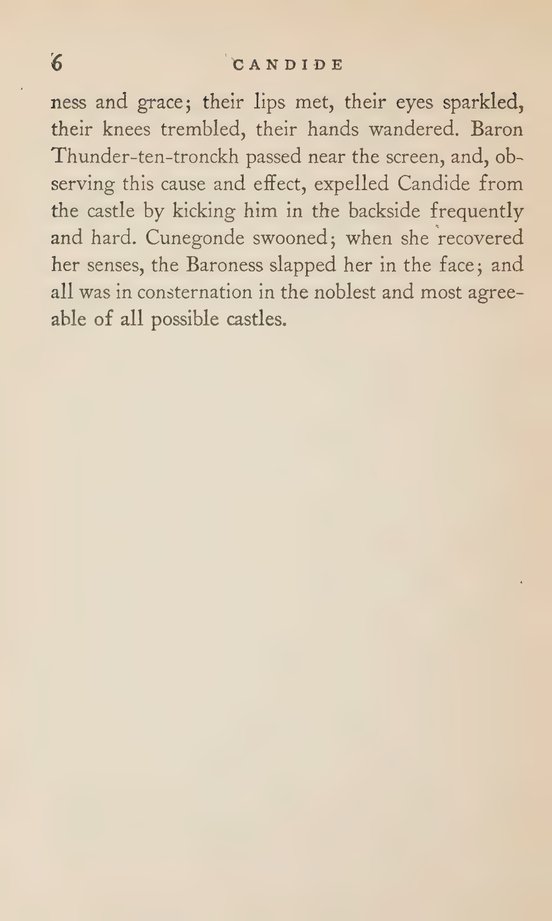 6 CANDIDE
ness and grace; their lips met, their eyes sparkled,
their knees trembled, their hands wandered. Baron
Thunder-ten-tronckh passed near the screen, and, ob-
serving this cause and effect, expelled Candide from
the castle by kicking him in the backside frequently
and hard. Cunegonde swooned; when she recovered
her senses, the Baroness slapped her in the face; and
all was in consternation in the noblest and most agree-
able of all possible castles.